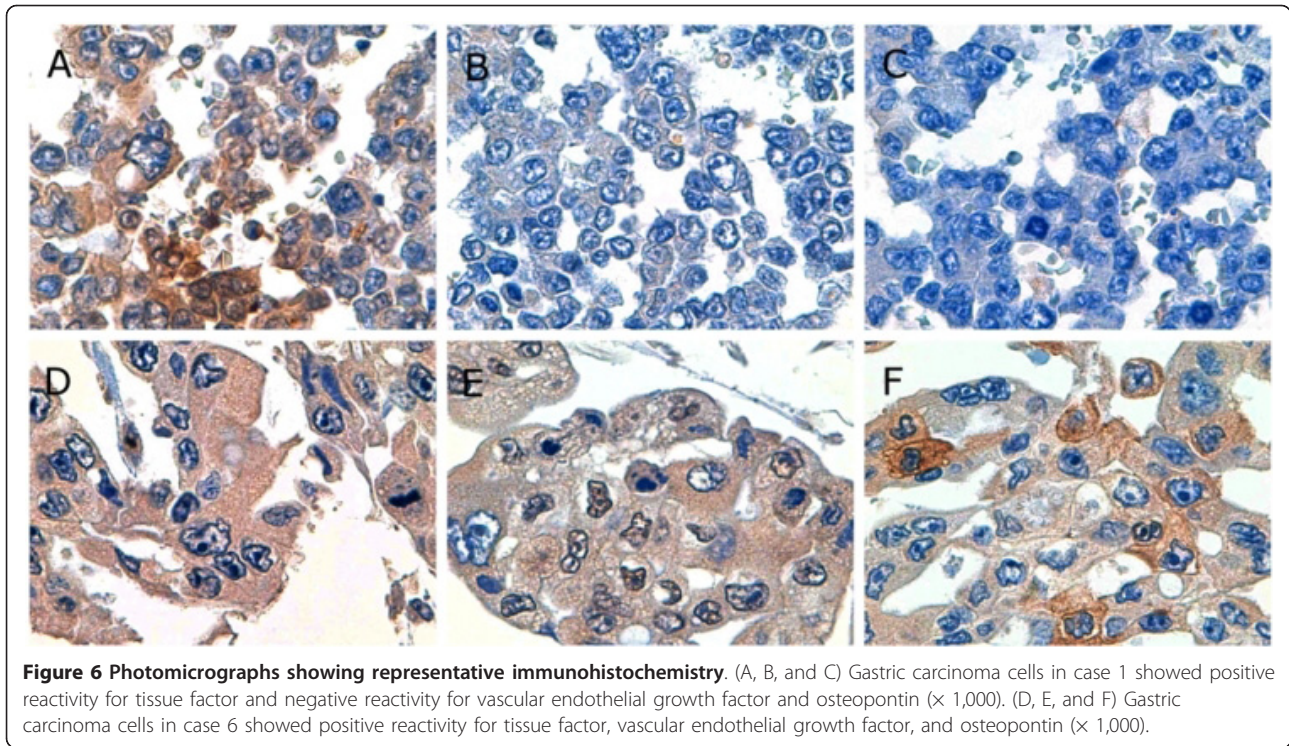 A
B
C
D
E
F
Figure 6 Photomicrographs showing representative immunohistochemistry. (A, B, and C) Gastric carcinoma cells in case 1 showed positive
reactivity for tissue factor and negative reactivity for vascular endothelial growth factor and osteopontin (× 1,000). (D, E, and F) Gastric
carcinoma cells in case 6 showed positive reactivity for tissue factor, vascular endothelial growth factor, and osteopontin (× 1,000).